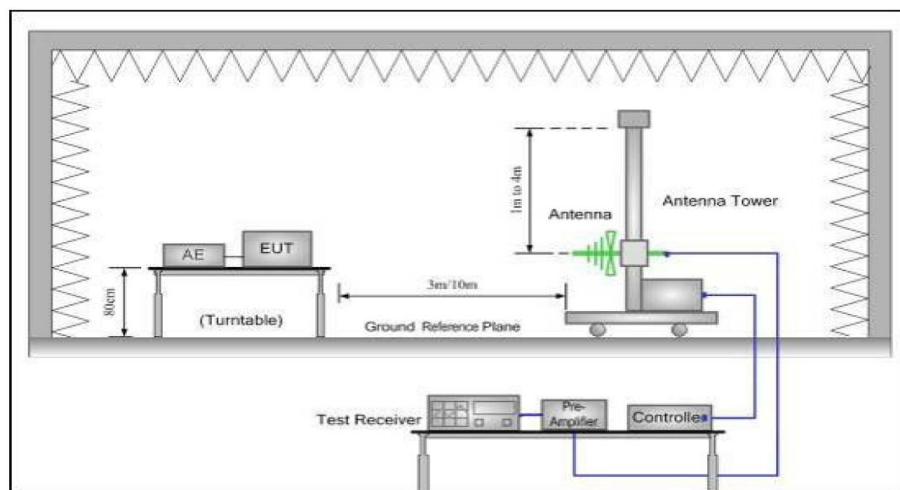 1m to 4m
Antenna
Antenna Tower
AE
EUT
80cm
(Turntable)
3m/10m
Ground Reference Plane
Test Receiver
Pre-
Amplifier
Controlle